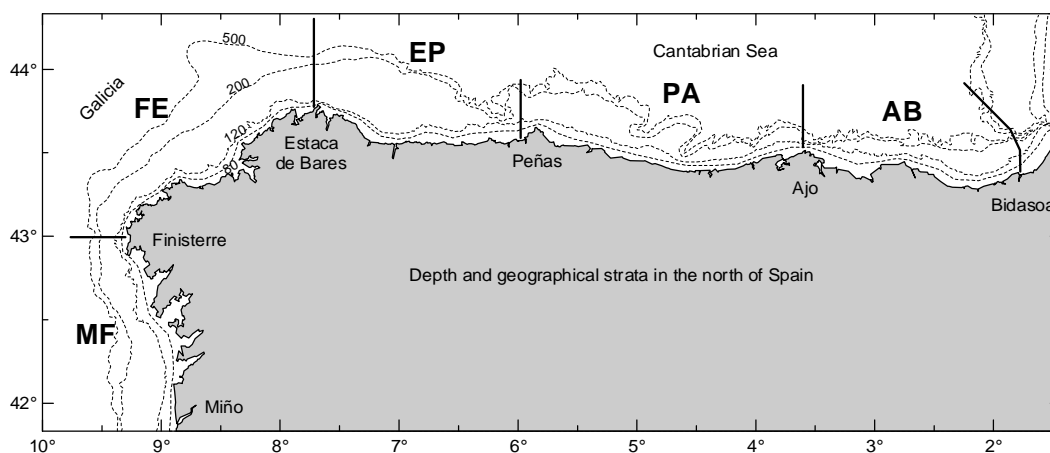 500
EP
Cantabrian Sea
44°
Galicia
200
FE
PA
AB
120
Estaca
de Bares
80
Peñas
Ajo
Bidasoa
43°
Finisterre
Depth and geographical strata in the north of Spain
MF
42°
Miño
10°
9°
8°
7°
6°
5°
4°
3°
2°